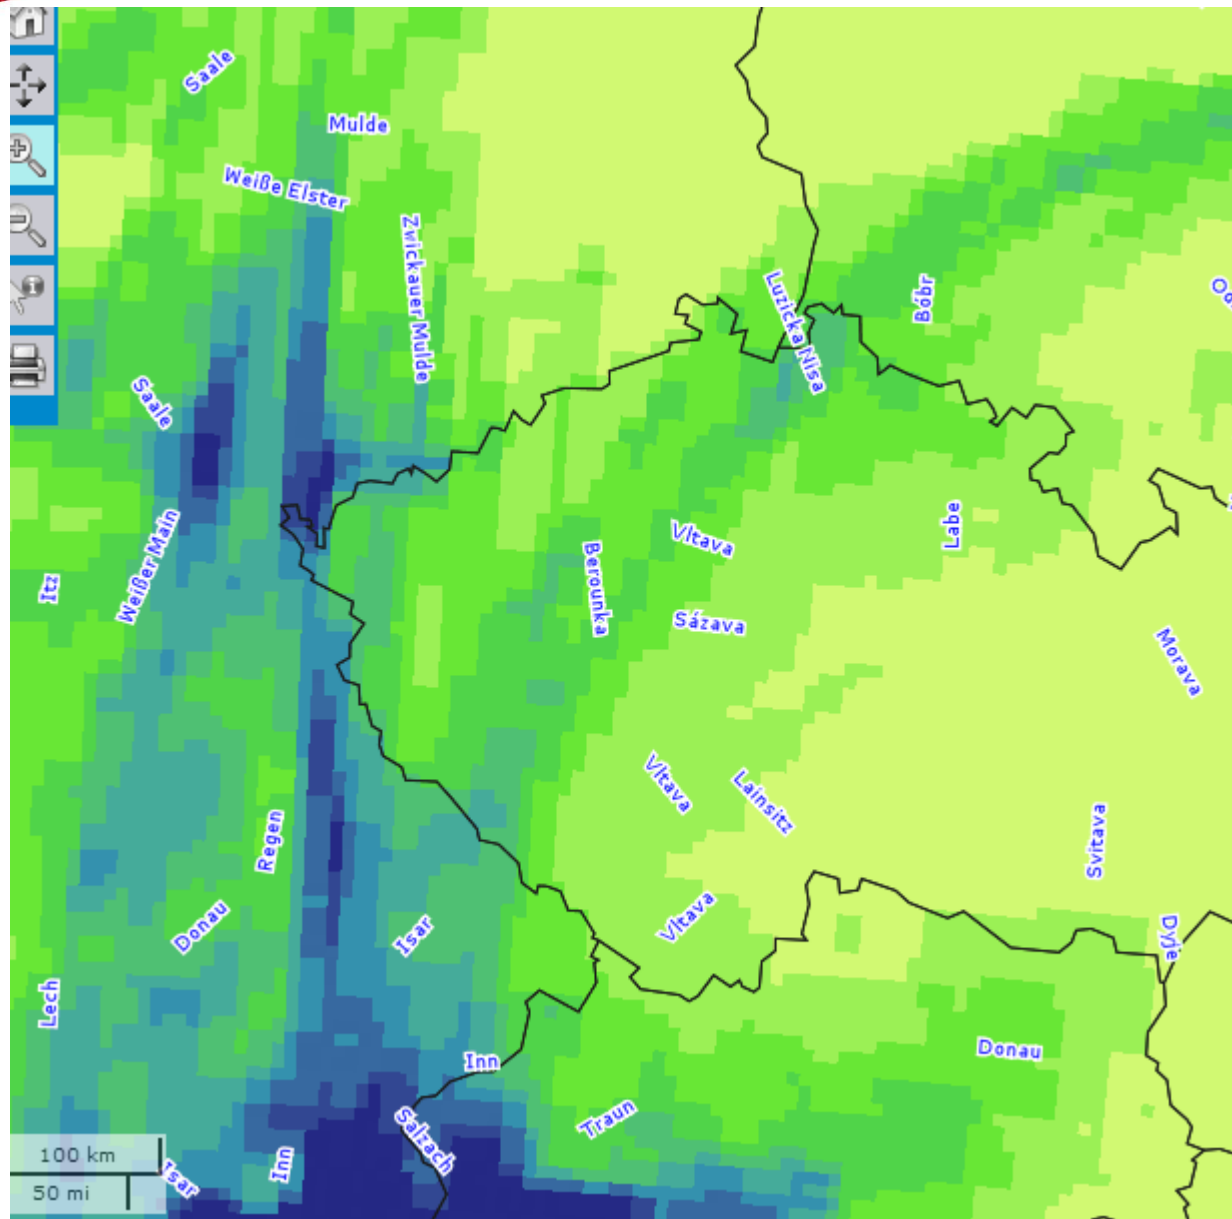 Saale
Mulde
Weiße Elster
Zwickauer Mulde
Luzicka Nisa
Bóbr
Saale
Labe
Vltava
Weißer Main
Berounka
Itz
Sázava
Morava
Vltava
Lainsitz
Regen
Svitava
Donau
Isar
Vltava
Dyje
Lech
Donau
Inn
Traun
Salzach
100 km
50 mi
Isar
Inn